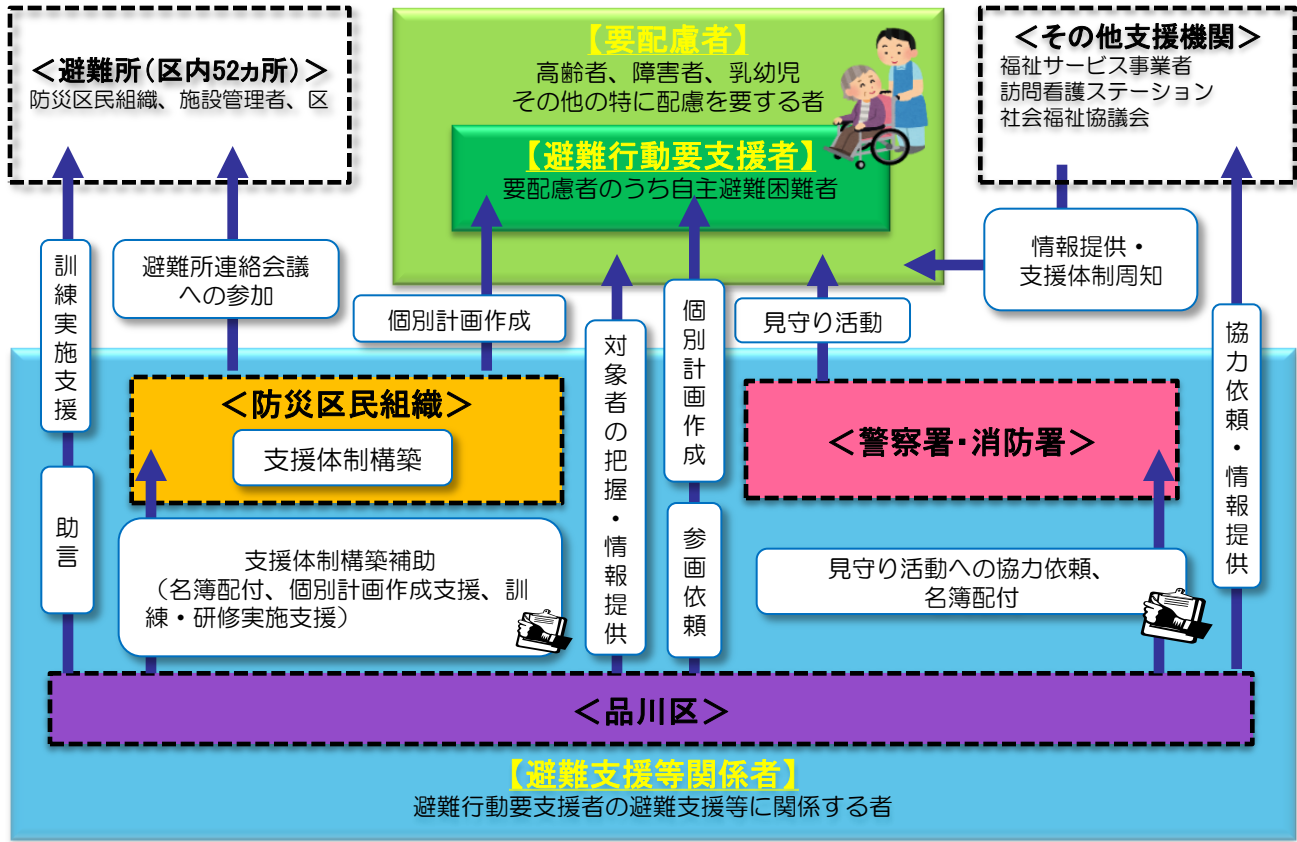 ＜避難所（区内52ヵ所）＞
防災区民組織、施設管理者、区
【要配慮者】
高齢者、障害者、乳幼児
その他の特に配慮を要する者
【避難行動要支援者】
要配慮者のうち自主避難困難者
＜その他支援機関＞
福祉サービス事業者
訪問看護ステーション
社会福祉協議会
訓練実施支援
避難所連絡会議
への参加
個別計画作成
対象者の把握・情報提供
個別計画作成
見守り活動
情報提供・
支援体制周知
協力依頼・情報提供
＜防災区民組織＞
支援体制構築
＜警察署・消防署＞
助言
支援体制構築補助
（名簿配付、個別計画作成支援、訓
練・研修実施支援）
参画依頼
見守り活動への協力依頼、
名簿配付
＜品川区＞
【避難支援等関係者】
避難行動要支援者の避難支援等に関係する者